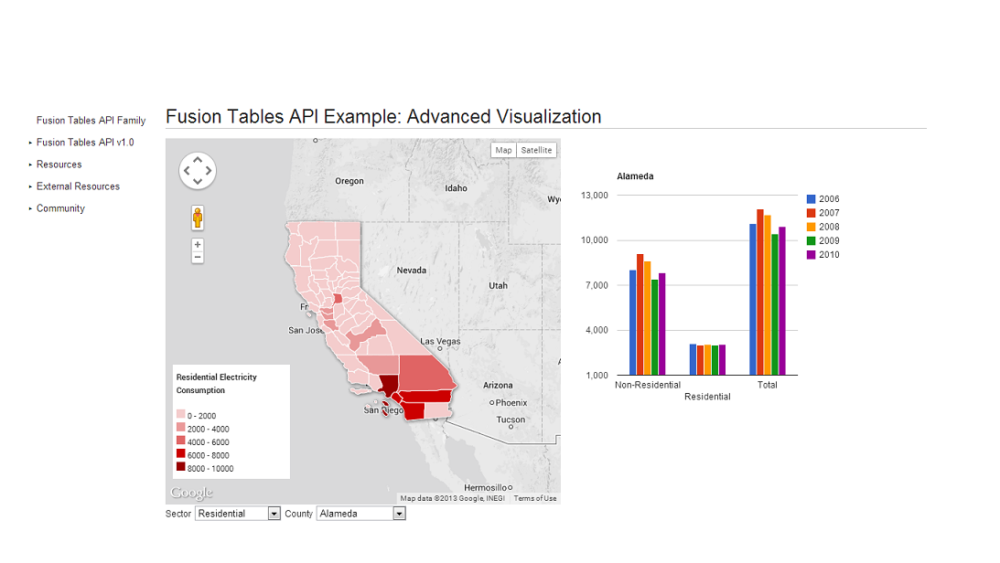 Fusion Tables API Family
Fusion Tables API v1.0
Resources
External Resources
Community
Fusion Tables API Example: Advanced Visualization
Map Satellite
Oregon
Idaho
Wy
Nevada
Utah
Fr
San Jose
Las Vegas
Arizona
Phoenix
Tucson
San Diego
Hermosillo
Residential Electricity
Consumption
0 - 2000
2000 - 4000
4000 - 6000
6000 - 8000
8000 - 10000
Google
Map data ©2013 Google, INEGI Terms of Use
Sector Residential County Alameda
Alameda
13,000
10,000
7,000
4,000
1,000
Non-Residential
Residential
Total
2006
2007
2008
2009
2010